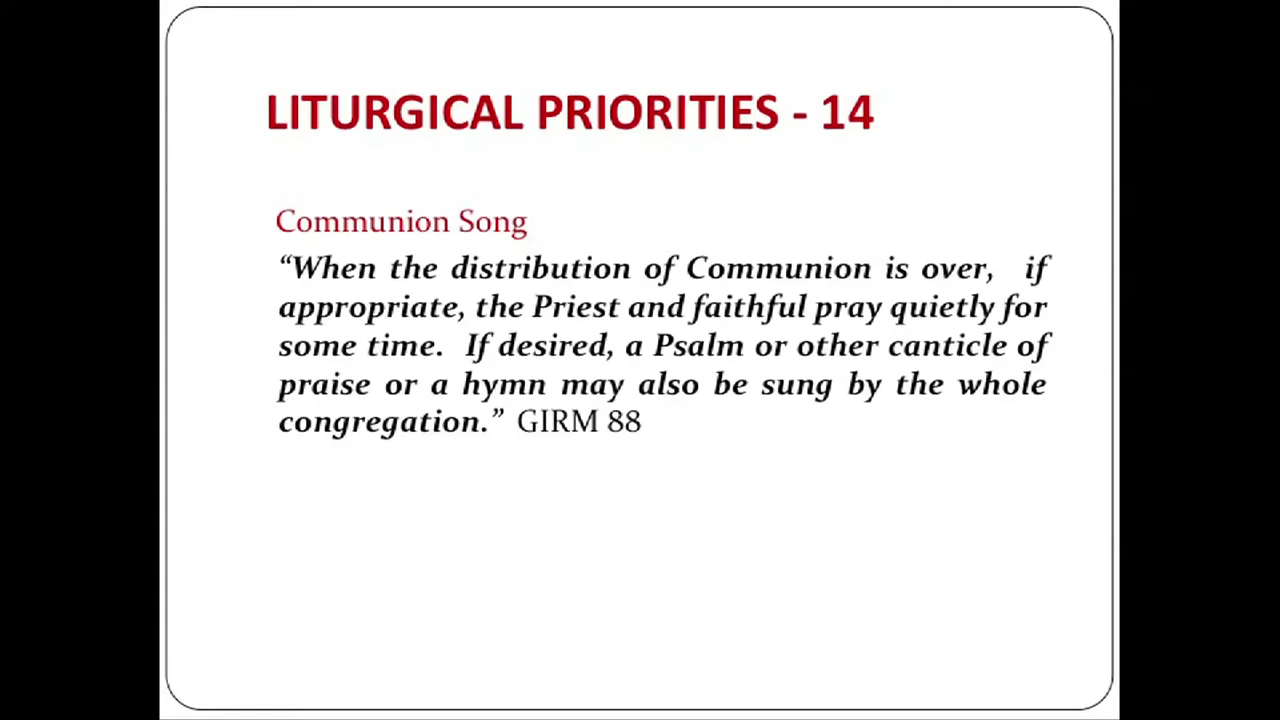 LITURGICAL PRIORITIES - 14
Communion Song
“When the distribution of Communion is over, if
appropriate, the Priest and faithful pray quietly for
some time. If desired, a Psalm or other canticle of
praise or a hymn may also be sung by the whole
congregation.” GIRM 88